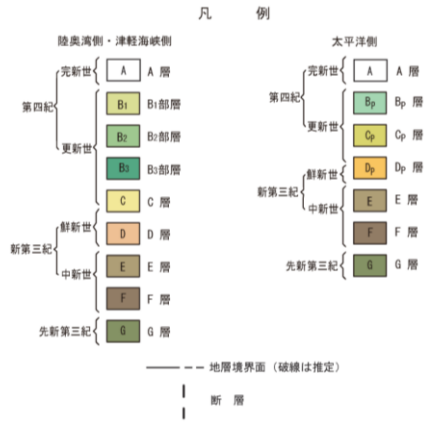 凡 例
陸奥湾側・津軽海峡側
太平洋側
第四紀
完新世
A
A 層
更新世
B1
B1部層
B2
B2部層
B3
B3部層
C
C 層
新第三紀
鮮新世
D
D 層
中新世
E
E 層
F
F 層
先新第三紀
G
G 層
第四紀
完新世
A
A 層
更新世
BP
BP 層
CP
CP 層
新第三紀
鮮新世
DP
DP 層
中新世
E
E 層
F
F 層
先新第三紀
G
G 層
地層境界面（破線は推定）
断 層